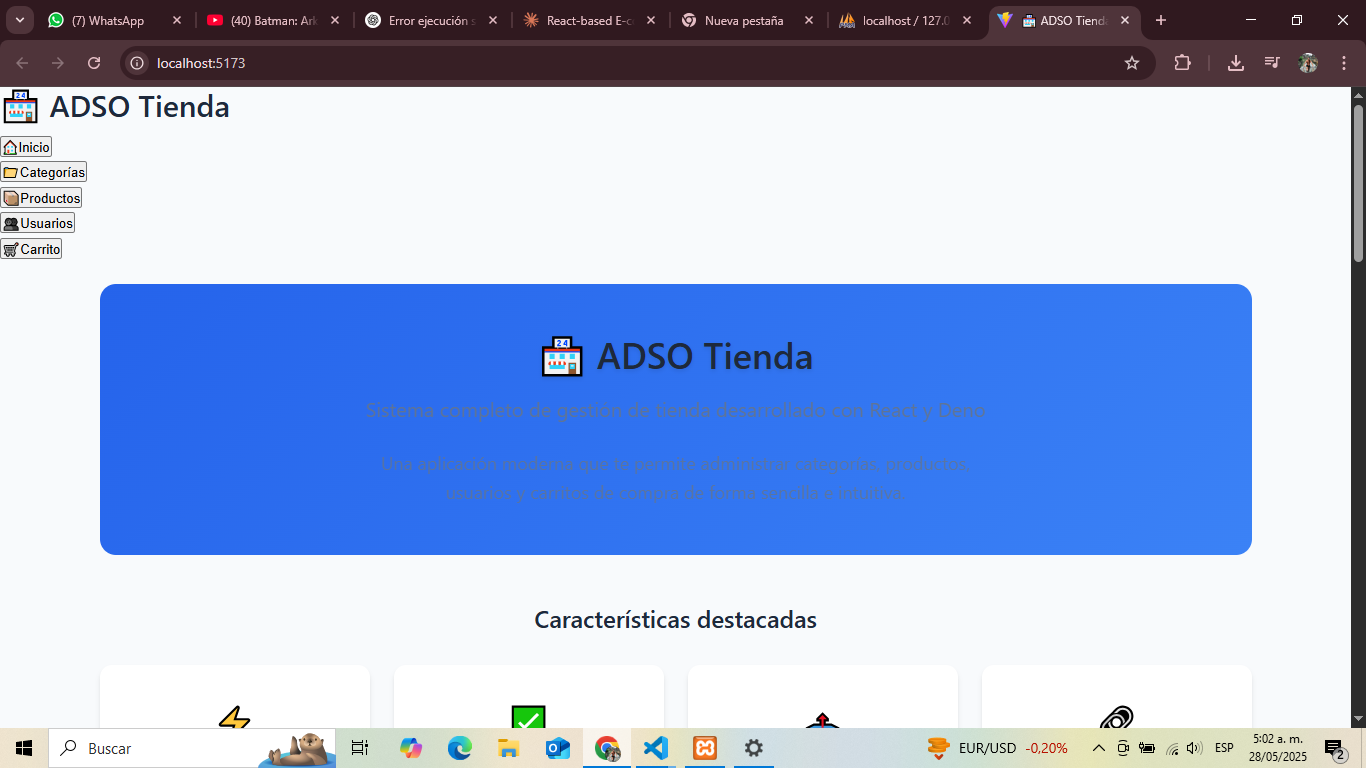 (7) WhatsApp
(40) Batman: Ark
Error ejecución s
React-based E-c
Nueva pestaña
localhost / 127.0
ADSO Tienda
localhost:5173
ADSO Tienda
Inicio
Categorías
Productos
Usuarios
Carrito
24
ADSO Tienda
Sistema completo de gestión de tienda desarrollado con React y Deno
Una aplicación moderna que te permite administrar categorías, productos,
usuarios y carritos de compra de forma sencilla e intuitiva.
Características destacadas
Buscar
EUR/USD -0,20%
ESP
5:02 a. m.
28/05/2025
2